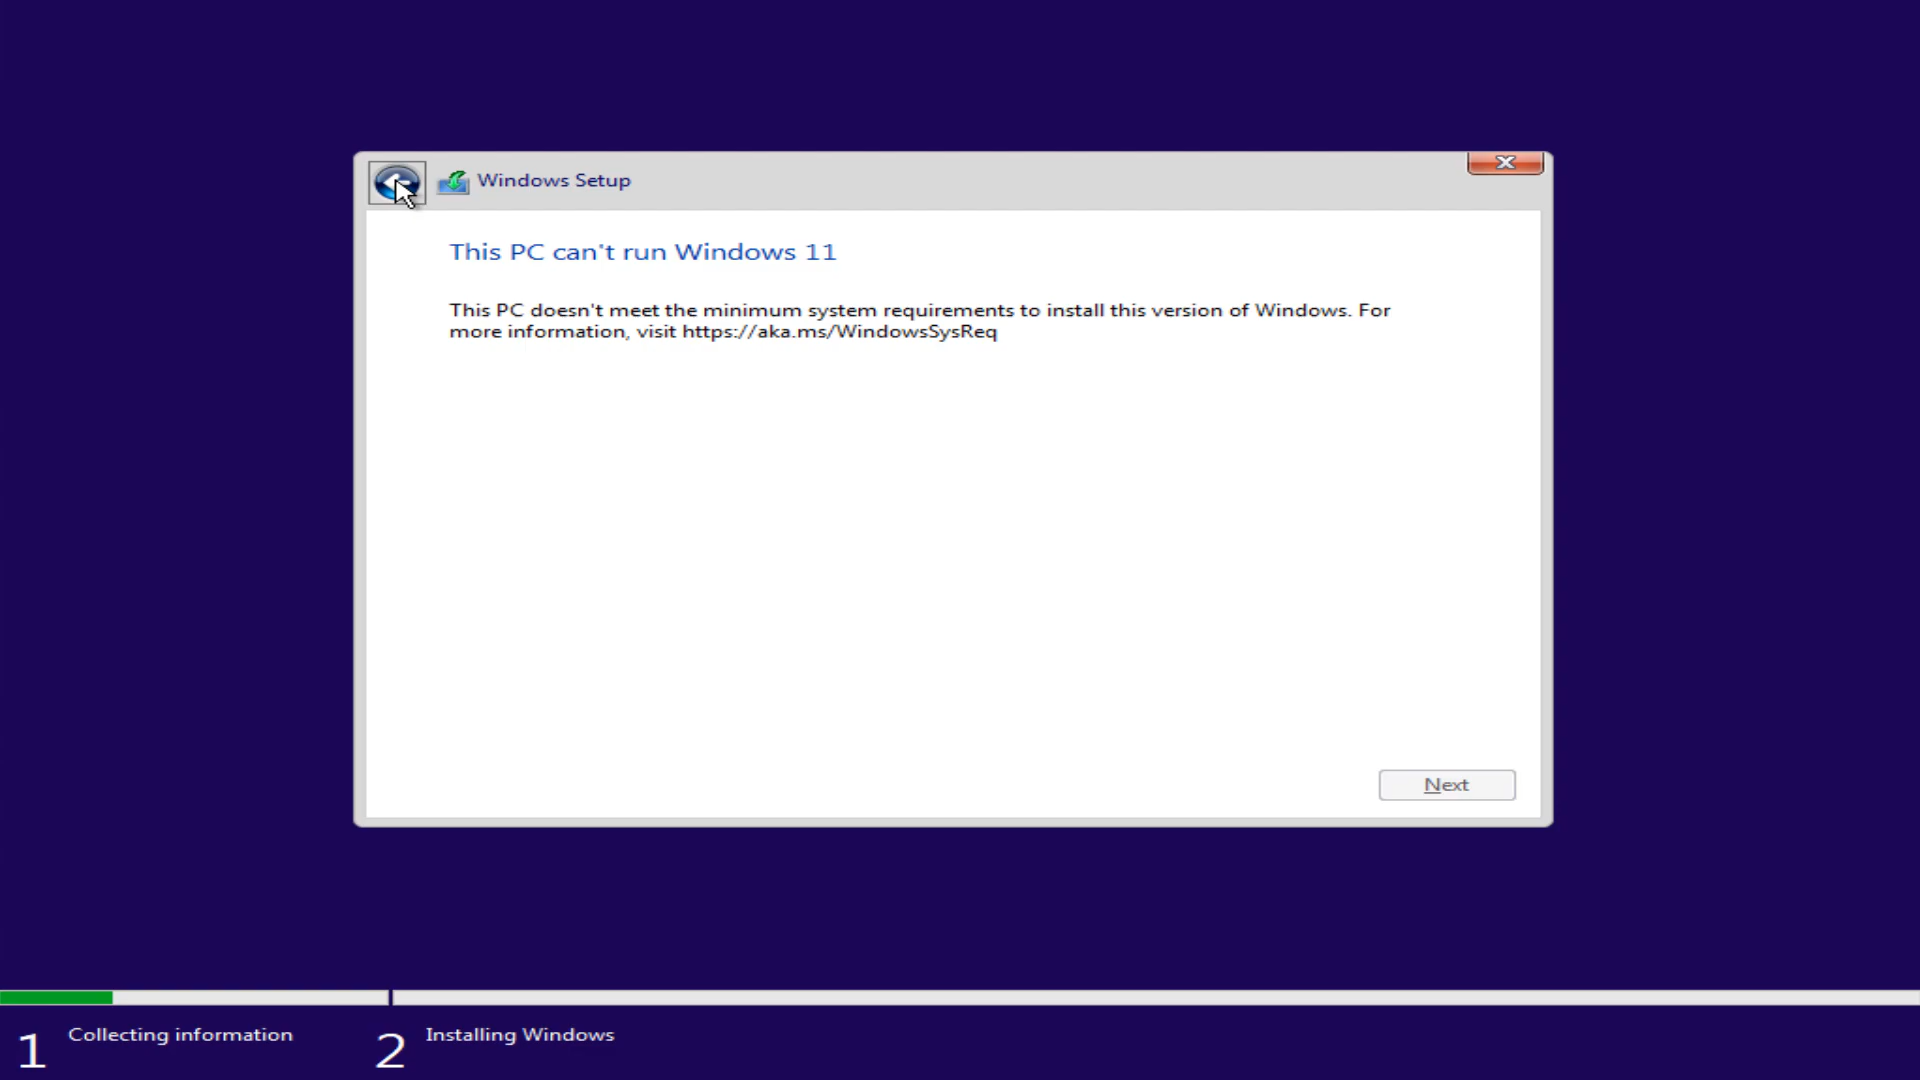 Windows Setup
This PC can't run Windows 11
This PC doesn't meet the minimum system requirements to install this version of Windows. For
more information, visit https://aka.ms/WindowsSysReq
Next
1 Collecting information
2 Installing Windows